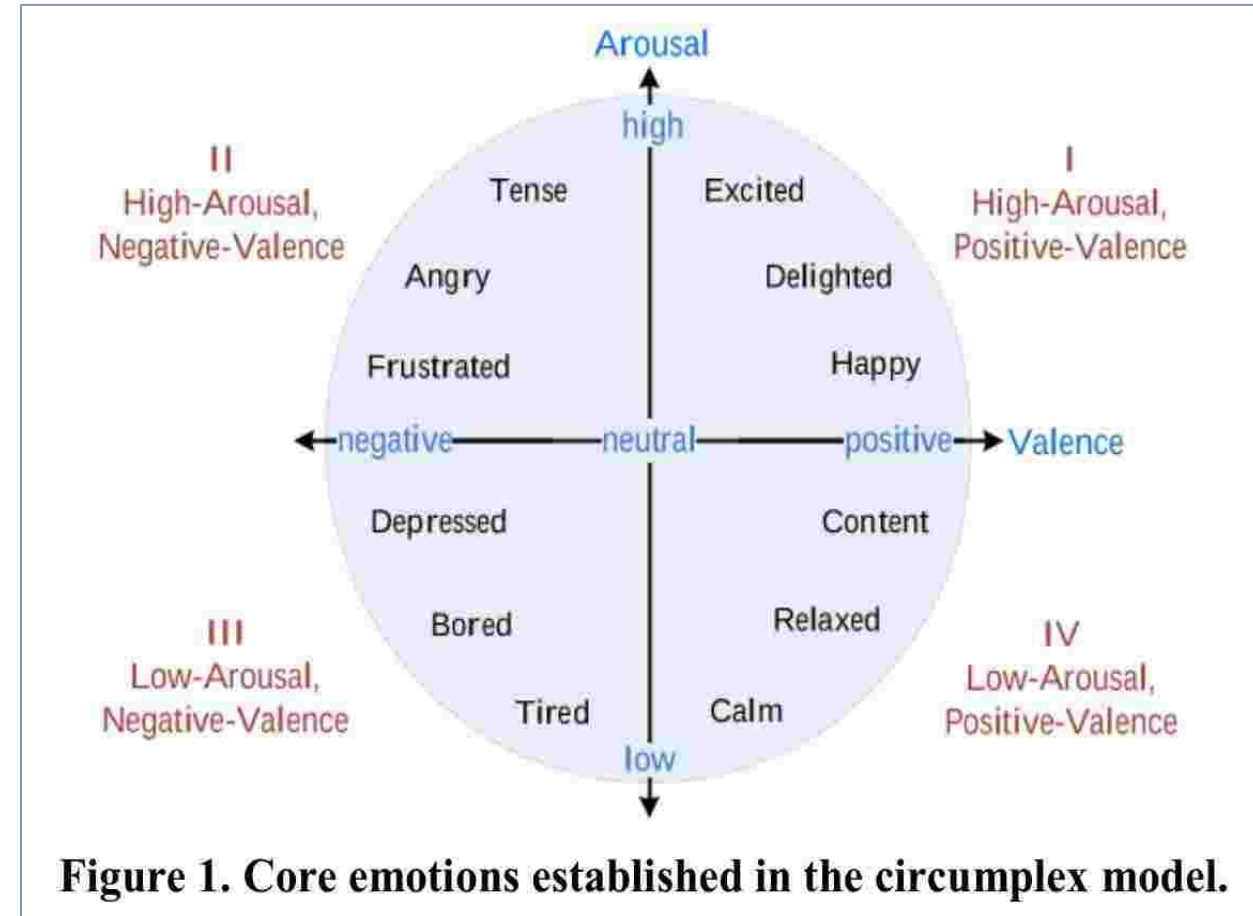 Arousal
high
II
High-Arousal,
Negative-Valence
I
High-Arousal,
Positive-Valence
Tense
Excited
Angry
Delighted
Frustrated
Happy
negative
neutral
positive
Valence
Depressed
Content
Bored
Relaxed
III
Low-Arousal,
Negative-Valence
IV
Low-Arousal,
Positive-Valence
Tired
Calm
low
Figure 1. Core emotions established in the circumplex model.